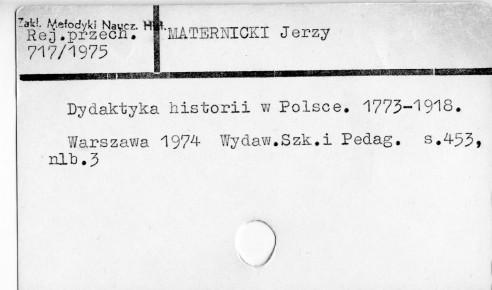 Zakł. Metodyki Naucz. Hist.
Rej.przech.
MATERNICKI Jerzy
717/1975
Dydaktyka historii w Polsce. 1773-1918.
Warszawa 1974 Wydaw.Szk.i Pedag. s.453,
nlb.3